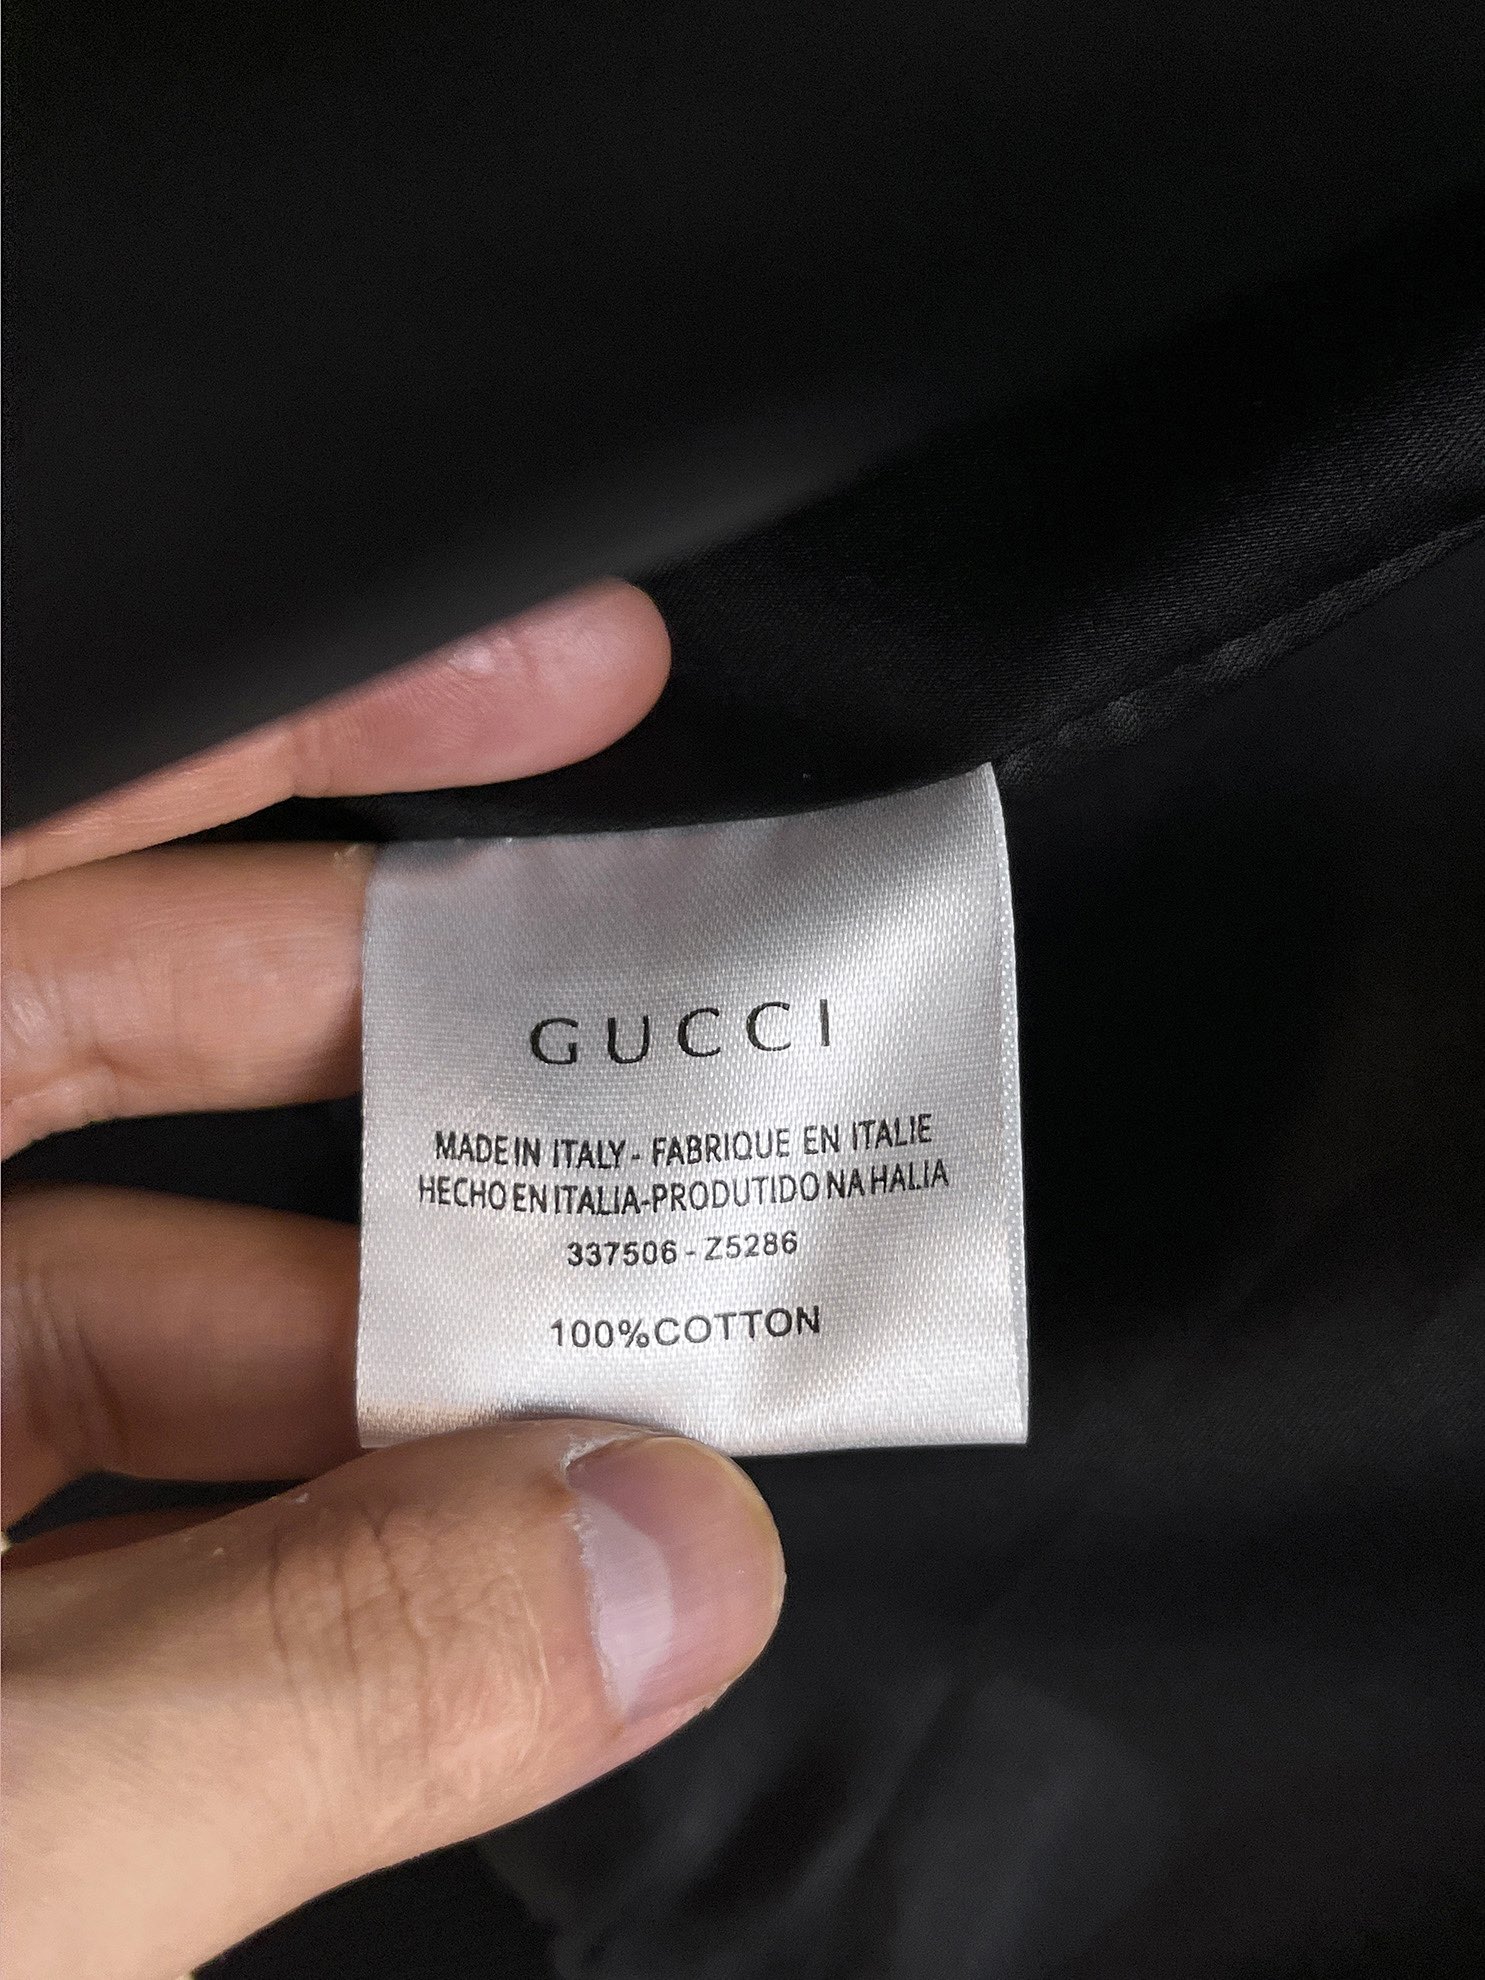 GUCCI
MADE IN ITALY - FABRIQUE EN ITALIE
HECHO EN ITALIA-PRODUTIDO NA HALIA
337506 - Z5286
100%COTTON